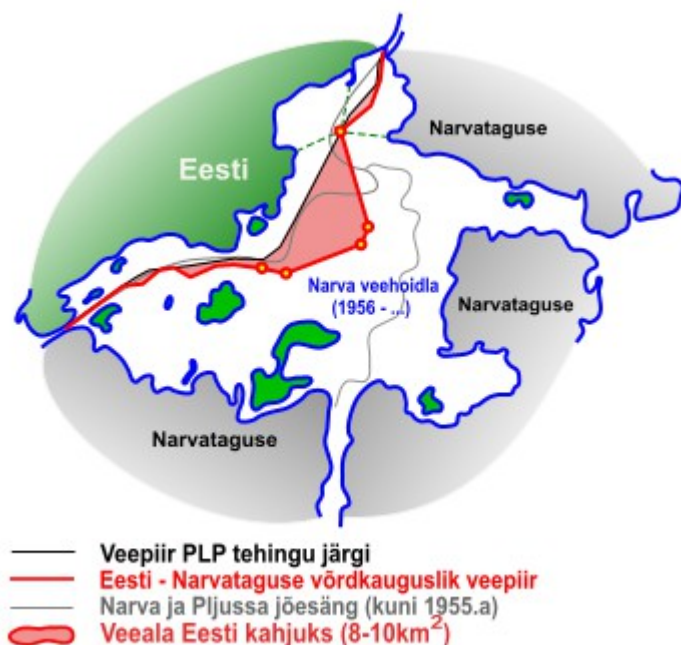 Narvataguse
Eesti
Narva veehoidla
(1956 - ...)
Narvataguse
Narvataguse
Veepiir PLP tehingu järgi
Eesti - Narvataguse võrdkauguslik veepiir
Narva ja Pljussa jõesäng (kuni 1955.a)
Veeala Eesti kahjuks (8-10km²)